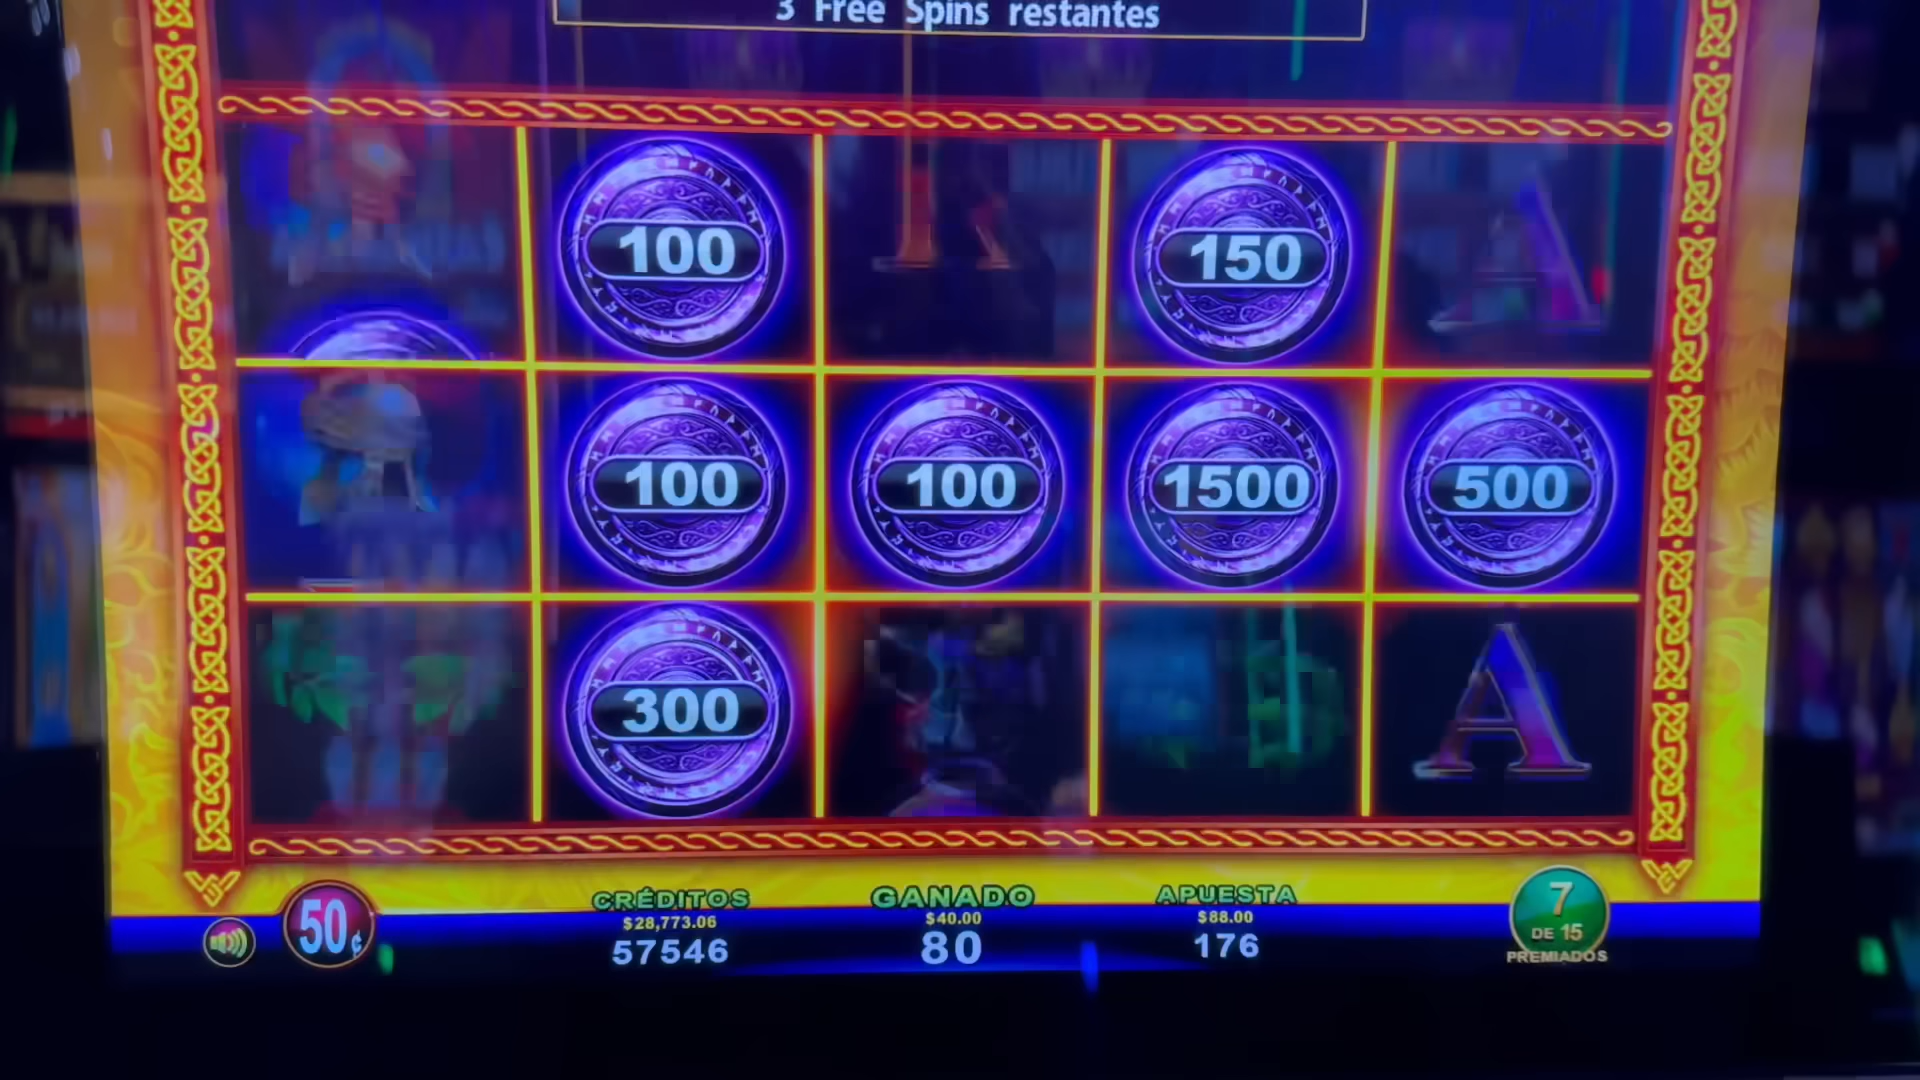 3 Free Spins restantes
100
150
100
100
1500
500
300
A
50¢
CRÉDITOS
$28,773.06
57546
GANADO
$40.00
80
APUESTA
$88.00
176
7
DE 15
PREMIADOS